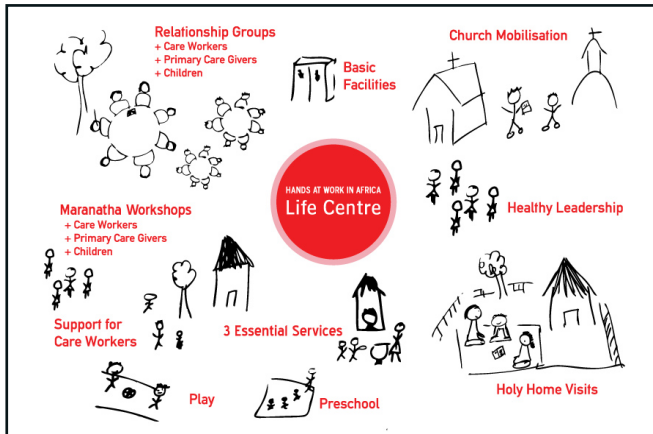 Relationship Groups
+ Care Workers
+ Primary Care Givers
+ Children
Basic
Facilities
Church Mobilisation
HANDS AT WORK IN AFRICA
Life Centre
Healthy Leadership
Maranatha Workshops
+ Care Workers
+ Primary Care Givers
+ Children
Support for
Care Workers
3 Essential Services
Holy Home Visits
Play
Preschool